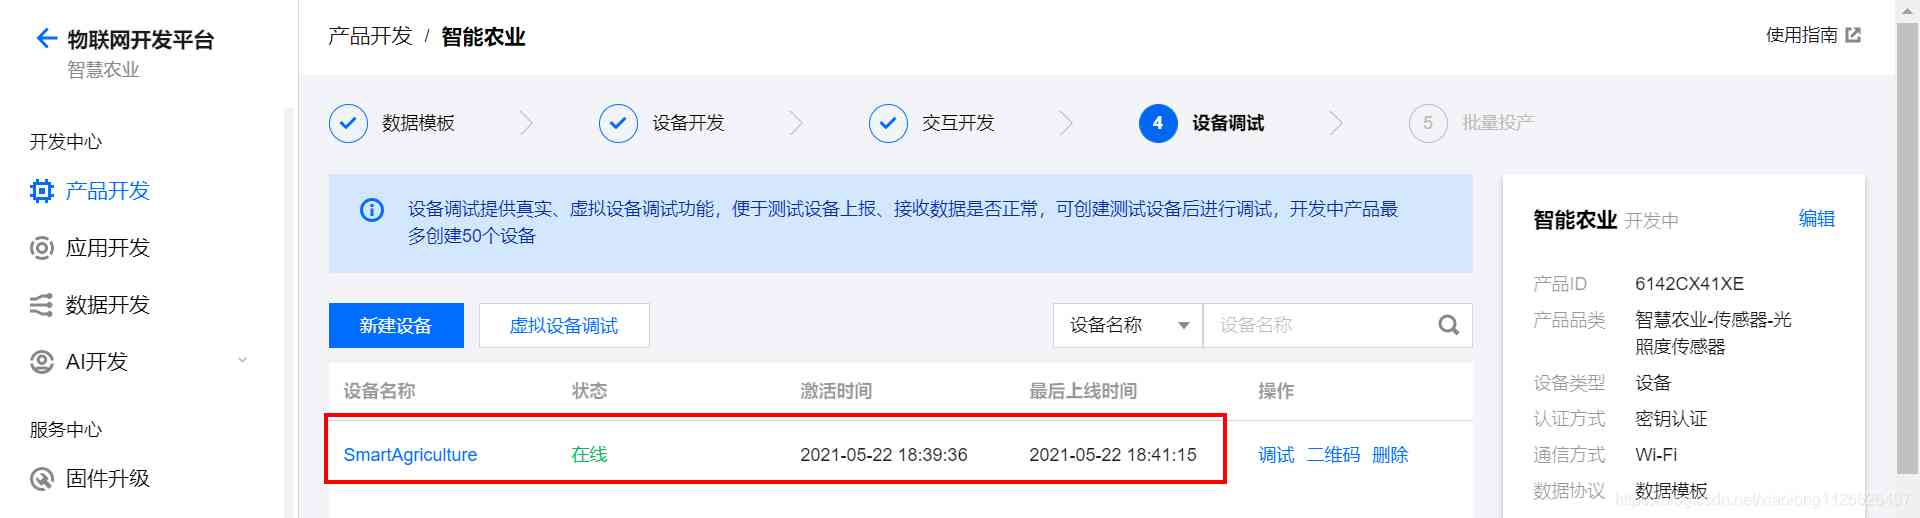 物联网开发平台
智慧农业
开发中心
产品开发
应用开发
数据开发
AI开发
服务中心
固件升级
产品开发 / 智能农业
使用指南
数据模板
设备开发
交互开发
4 设备调试
5 批量投产
设备调试提供真实、虚拟设备调试功能，便于测试设备上报、接收数据是否正常，可创建测试设备后进行调试，开发中产品最
多创建50个设备
新建设备 虚拟设备调试 设备名称 设备名称
设备名称 状态 激活时间 最后上线时间 操作
SmartAgriculture 在线 2021-05-22 18:39:36 2021-05-22 18:41:15 调试 二维码 删除
智能农业 开发中 编辑
产品ID 6142CX41XE
产品品类 智慧农业-传感器-光
照度传感器
设备类型 设备
认证方式 密钥认证
通信方式 Wi-Fi
数据协议 数据模板